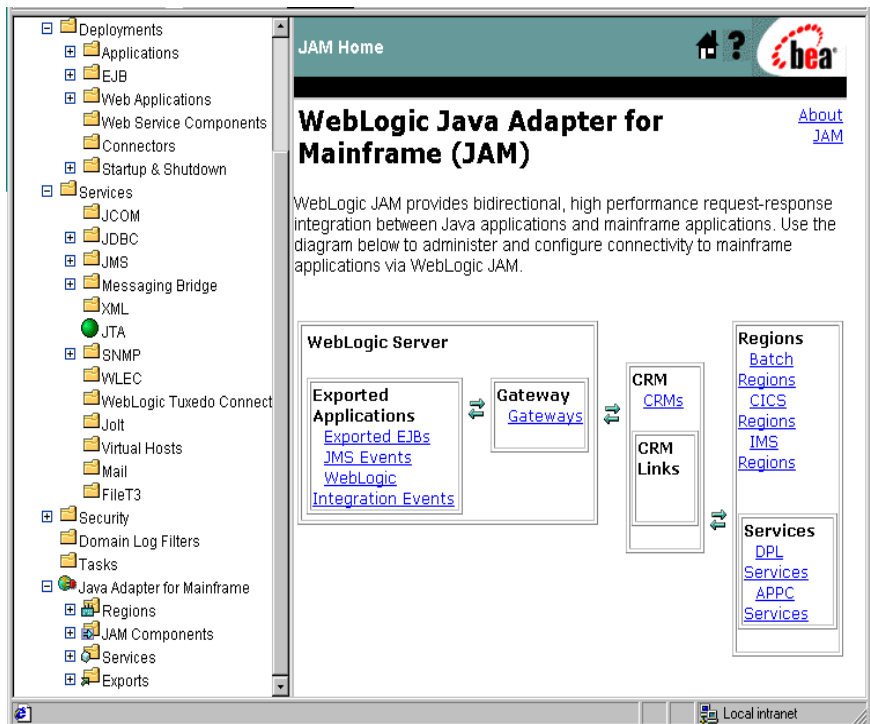 Deployments
Applications
EJB
Web Applications
Web Service Components
Connectors
Startup & Shutdown
Services
JCOM
JDBC
JMS
Messaging Bridge
XML
JTA
SNMP
WLEC
WebLogic Tuxedo Connect
Jolt
Virtual Hosts
Mail
FileT3
Security
Domain Log Filters
Tasks
Java Adapter for Mainframe
Regions
JAM Components
Services
Exports
JAM Home
?
bea
WebLogic Java Adapter for
Mainframe (JAM)
About
JAM
WebLogic JAM provides bidirectional, high performance request-response
integration between Java applications and mainframe applications. Use the
diagram below to administer and configure connectivity to mainframe
applications via WebLogic JAM.
WebLogic Server
Exported
Applications
Exported EJBs
JMS Events
WebLogic
Integration Events
Gateway
Gateways
CRM
CRMs
CRM
Links
Regions
Batch
Regions
CICS
Regions
IMS
Regions
Services
DPL
Services
APPC
Services
Local intranet